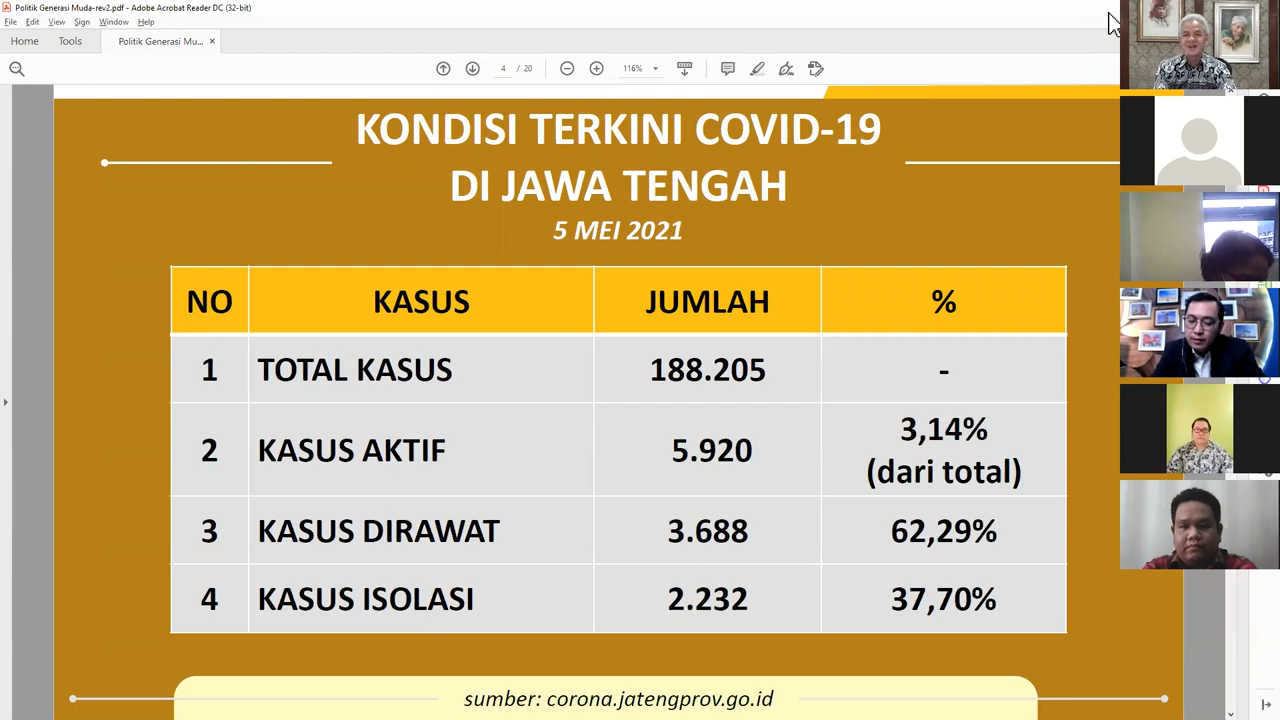 Politik Generasi Muda-rev2.pdf - Adobe Acrobat Reader DC (32-bit)
File Edit View Sign Window Help
Home Tools Politik Generasi Mu... ×
4 / 20 116%
KONDISI TERKINI COVID-19
DI JAWA TENGAH
5 MEI 2021
NO KASUS JUMLAH %
1 TOTAL KASUS 188.205 -
2 KASUS AKTIF 5.920 3,14%
(dari total)
3 KASUS DIRAWAT 3.688 62,29%
4 KASUS ISOLASI 2.232 37,70%
sumber: corona.jatengprov.go.id